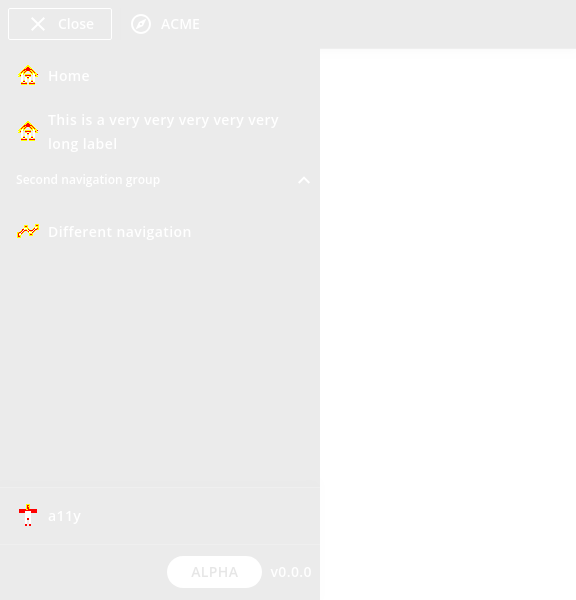 Close ACME
Home
This is a very very very very very
long label
Second navigation group
Different navigation
a11y
ALPHA v0.0.0